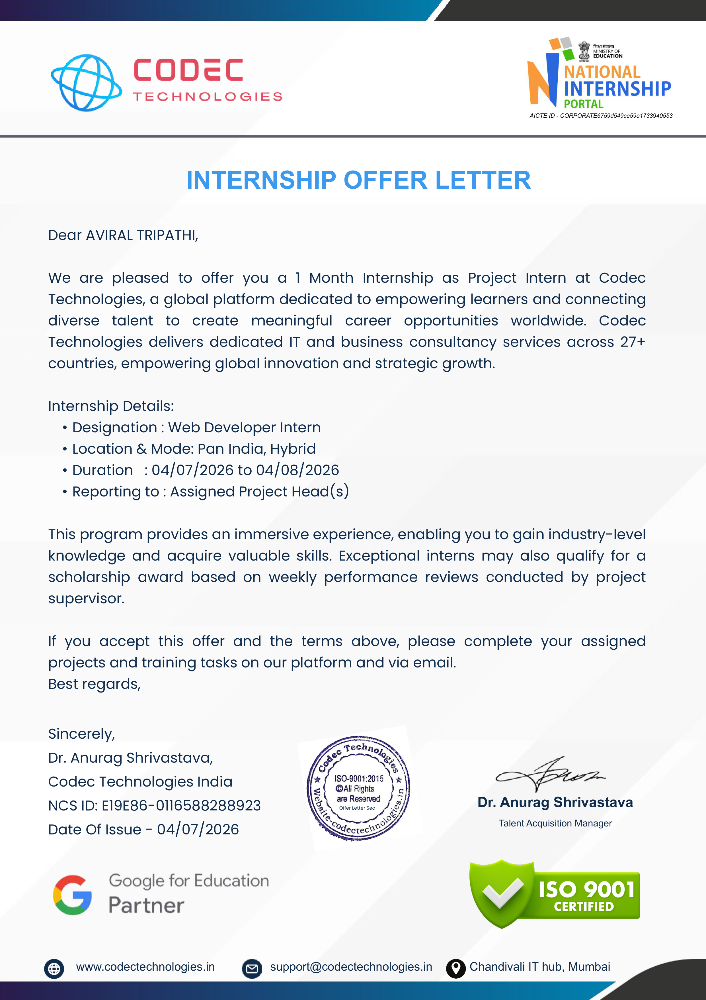 CODEC
TECHNOLOGIES
शिक्षा मंत्रालय
MINISTRY OF
EDUCATION
सत्यमेव जयते
NATIONAL
INTERNSHIP
PORTAL
AICTE ID - CORPORATE6759d549ce59e1733940553
INTERNSHIP OFFER LETTER
Dear AVIRAL TRIPATHI,
We are pleased to offer you a 1 Month Internship as Project Intern at Codec
Technologies, a global platform dedicated to empowering learners and connecting
diverse talent to create meaningful career opportunities worldwide. Codec
Technologies delivers dedicated IT and business consultancy services across 27+
countries, empowering global innovation and strategic growth.
Internship Details:
• Designation : Web Developer Intern
• Location & Mode: Pan India, Hybrid
• Duration : 04/07/2026 to 04/08/2026
• Reporting to : Assigned Project Head(s)
This program provides an immersive experience, enabling you to gain industry-level
knowledge and acquire valuable skills. Exceptional interns may also qualify for a
scholarship award based on weekly performance reviews conducted by project
supervisor.
If you accept this offer and the terms above, please complete your assigned
projects and training tasks on our platform and via email.
Best regards,
Sincerely,
Dr. Anurag Shrivastava,
Codec Technologies India
NCS ID: E19E86-0116588288923
Date Of Issue - 04/07/2026
★ Codec Technologies ★
ISO-9001:2015
©All Rights
are Reserved
Offer Letter Seal
Website-codectechnologies.in
Dr. Anurag Shrivastava
Talent Acquisition Manager
Google for Education
Partner
ISO 9001
CERTIFIED
www.codectechnologies.in
support@codectechnologies.in
Chandivali IT hub, Mumbai